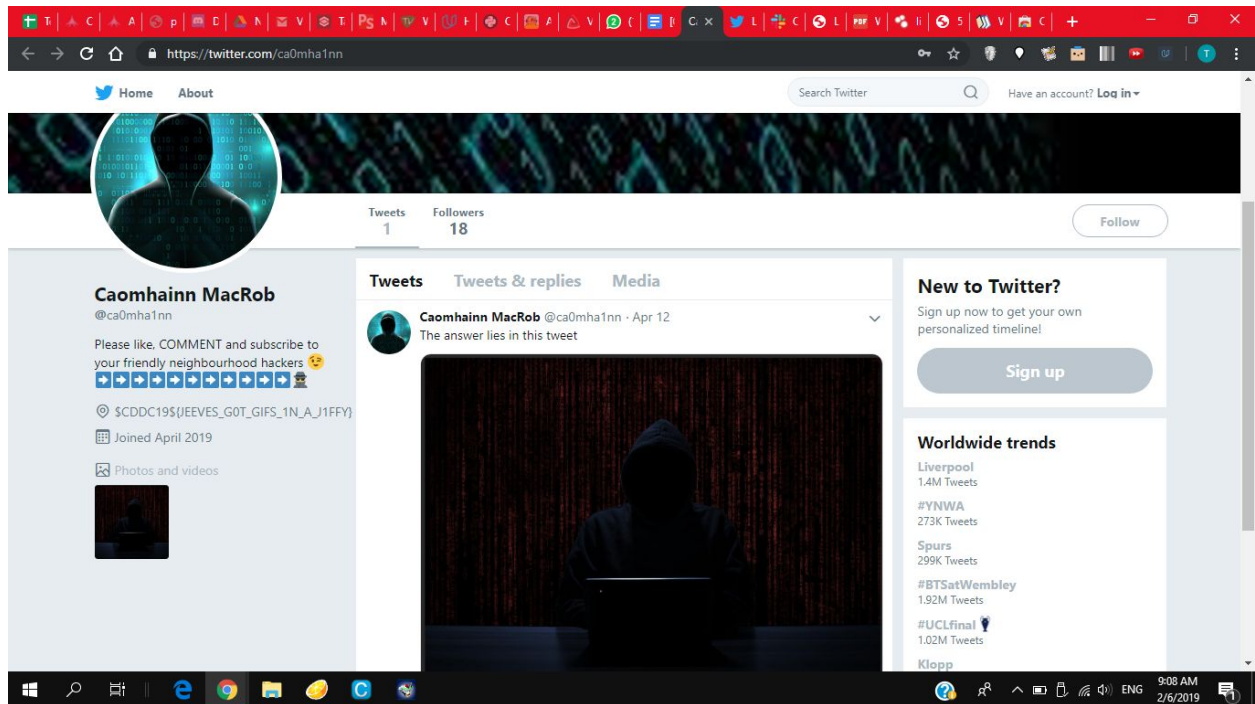 https://twitter.com/ca0mha1nn
Home About
Search Twitter
Have an account? Log in
Tweets Followers
1 18
Follow
Caomhainn MacRob
@ca0mha1nn
Please like, COMMENT and subscribe to
your friendly neighbourhood hackers
$CDDC19${JEEVES_G0T_GIFS_1N_A_J1FFY}
Joined April 2019
Photos and videos
Tweets Tweets & replies Media
Caomhainn MacRob @ca0mha1nn · Apr 12
The answer lies in this tweet
New to Twitter?
Sign up now to get your own
personalized timeline!
Sign up
Worldwide trends
Liverpool
1.4M Tweets
#YNWA
273K Tweets
Spurs
299K Tweets
#BTSatWembley
1.92M Tweets
#UCLfinal
1.02M Tweets
Klopp
ENG
9:08 AM
2/6/2019